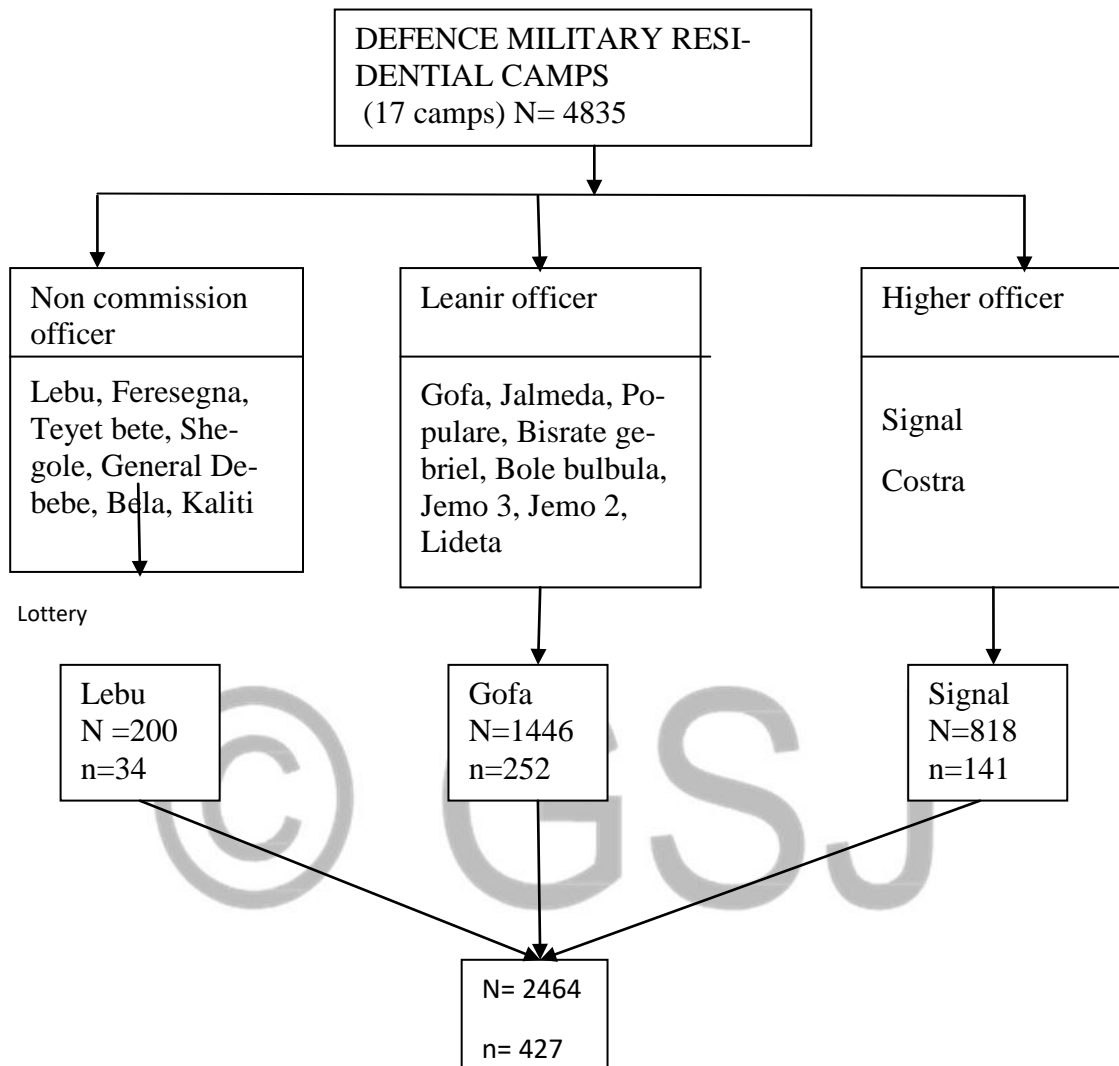 DEFENCE MILITARY RESI-
DENTIAL CAMPS
(17 camps) N= 4835
Non commission
officer
Lebu, Feresegna,
Teyet bete, She-
gole, General De-
bebe, Bela, Kaliti
Leanir officer
Gofa, Jalmeda, Po-
pulare, Bisrate ge-
briel, Bole bulbula,
Jemo 3, Jemo 2,
Lideta
Higher officer
Signal
Costra
Lottery
Lebu
N =200
n=34
Gofa
N=1446
n=252
Signal
N=818
n=141
© GSJ
N= 2464
n= 427